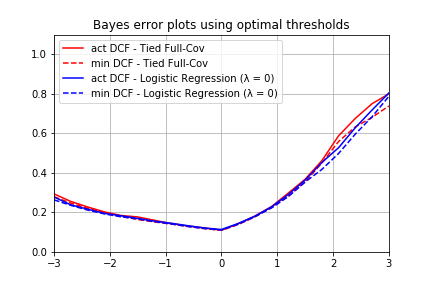 Bayes error plots using optimal thresholds
1.0
0.8
0.6
0.4
0.2
0.0
act DCF - Tied Full-Cov
min DCF - Tied Full-Cov
act DCF - Logistic Regression (λ = 0)
min DCF - Logistic Regression (λ = 0)
−3 −2 −1 0 1 2 3